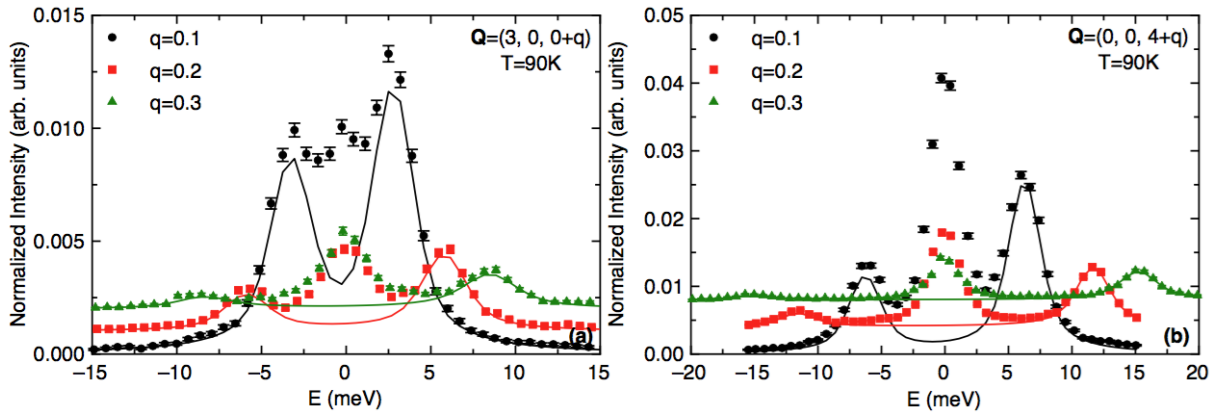 q=0.1
q=0.2
q=0.3
Q=(3, 0, 0+q)
T=90K
Normalized Intensity (arb. units)
0.015
0.010
0.005
0.000
−15
−10
−5
0
5
10
15
E (meV)
(a)
q=0.1
q=0.2
q=0.3
Q=(0, 0, 4+q)
T=90K
Normalized Intensity (arb. units)
0.05
0.04
0.03
0.02
0.01
0.00
−20
−15
−10
−5
0
5
10
15
20
E (meV)
(b)